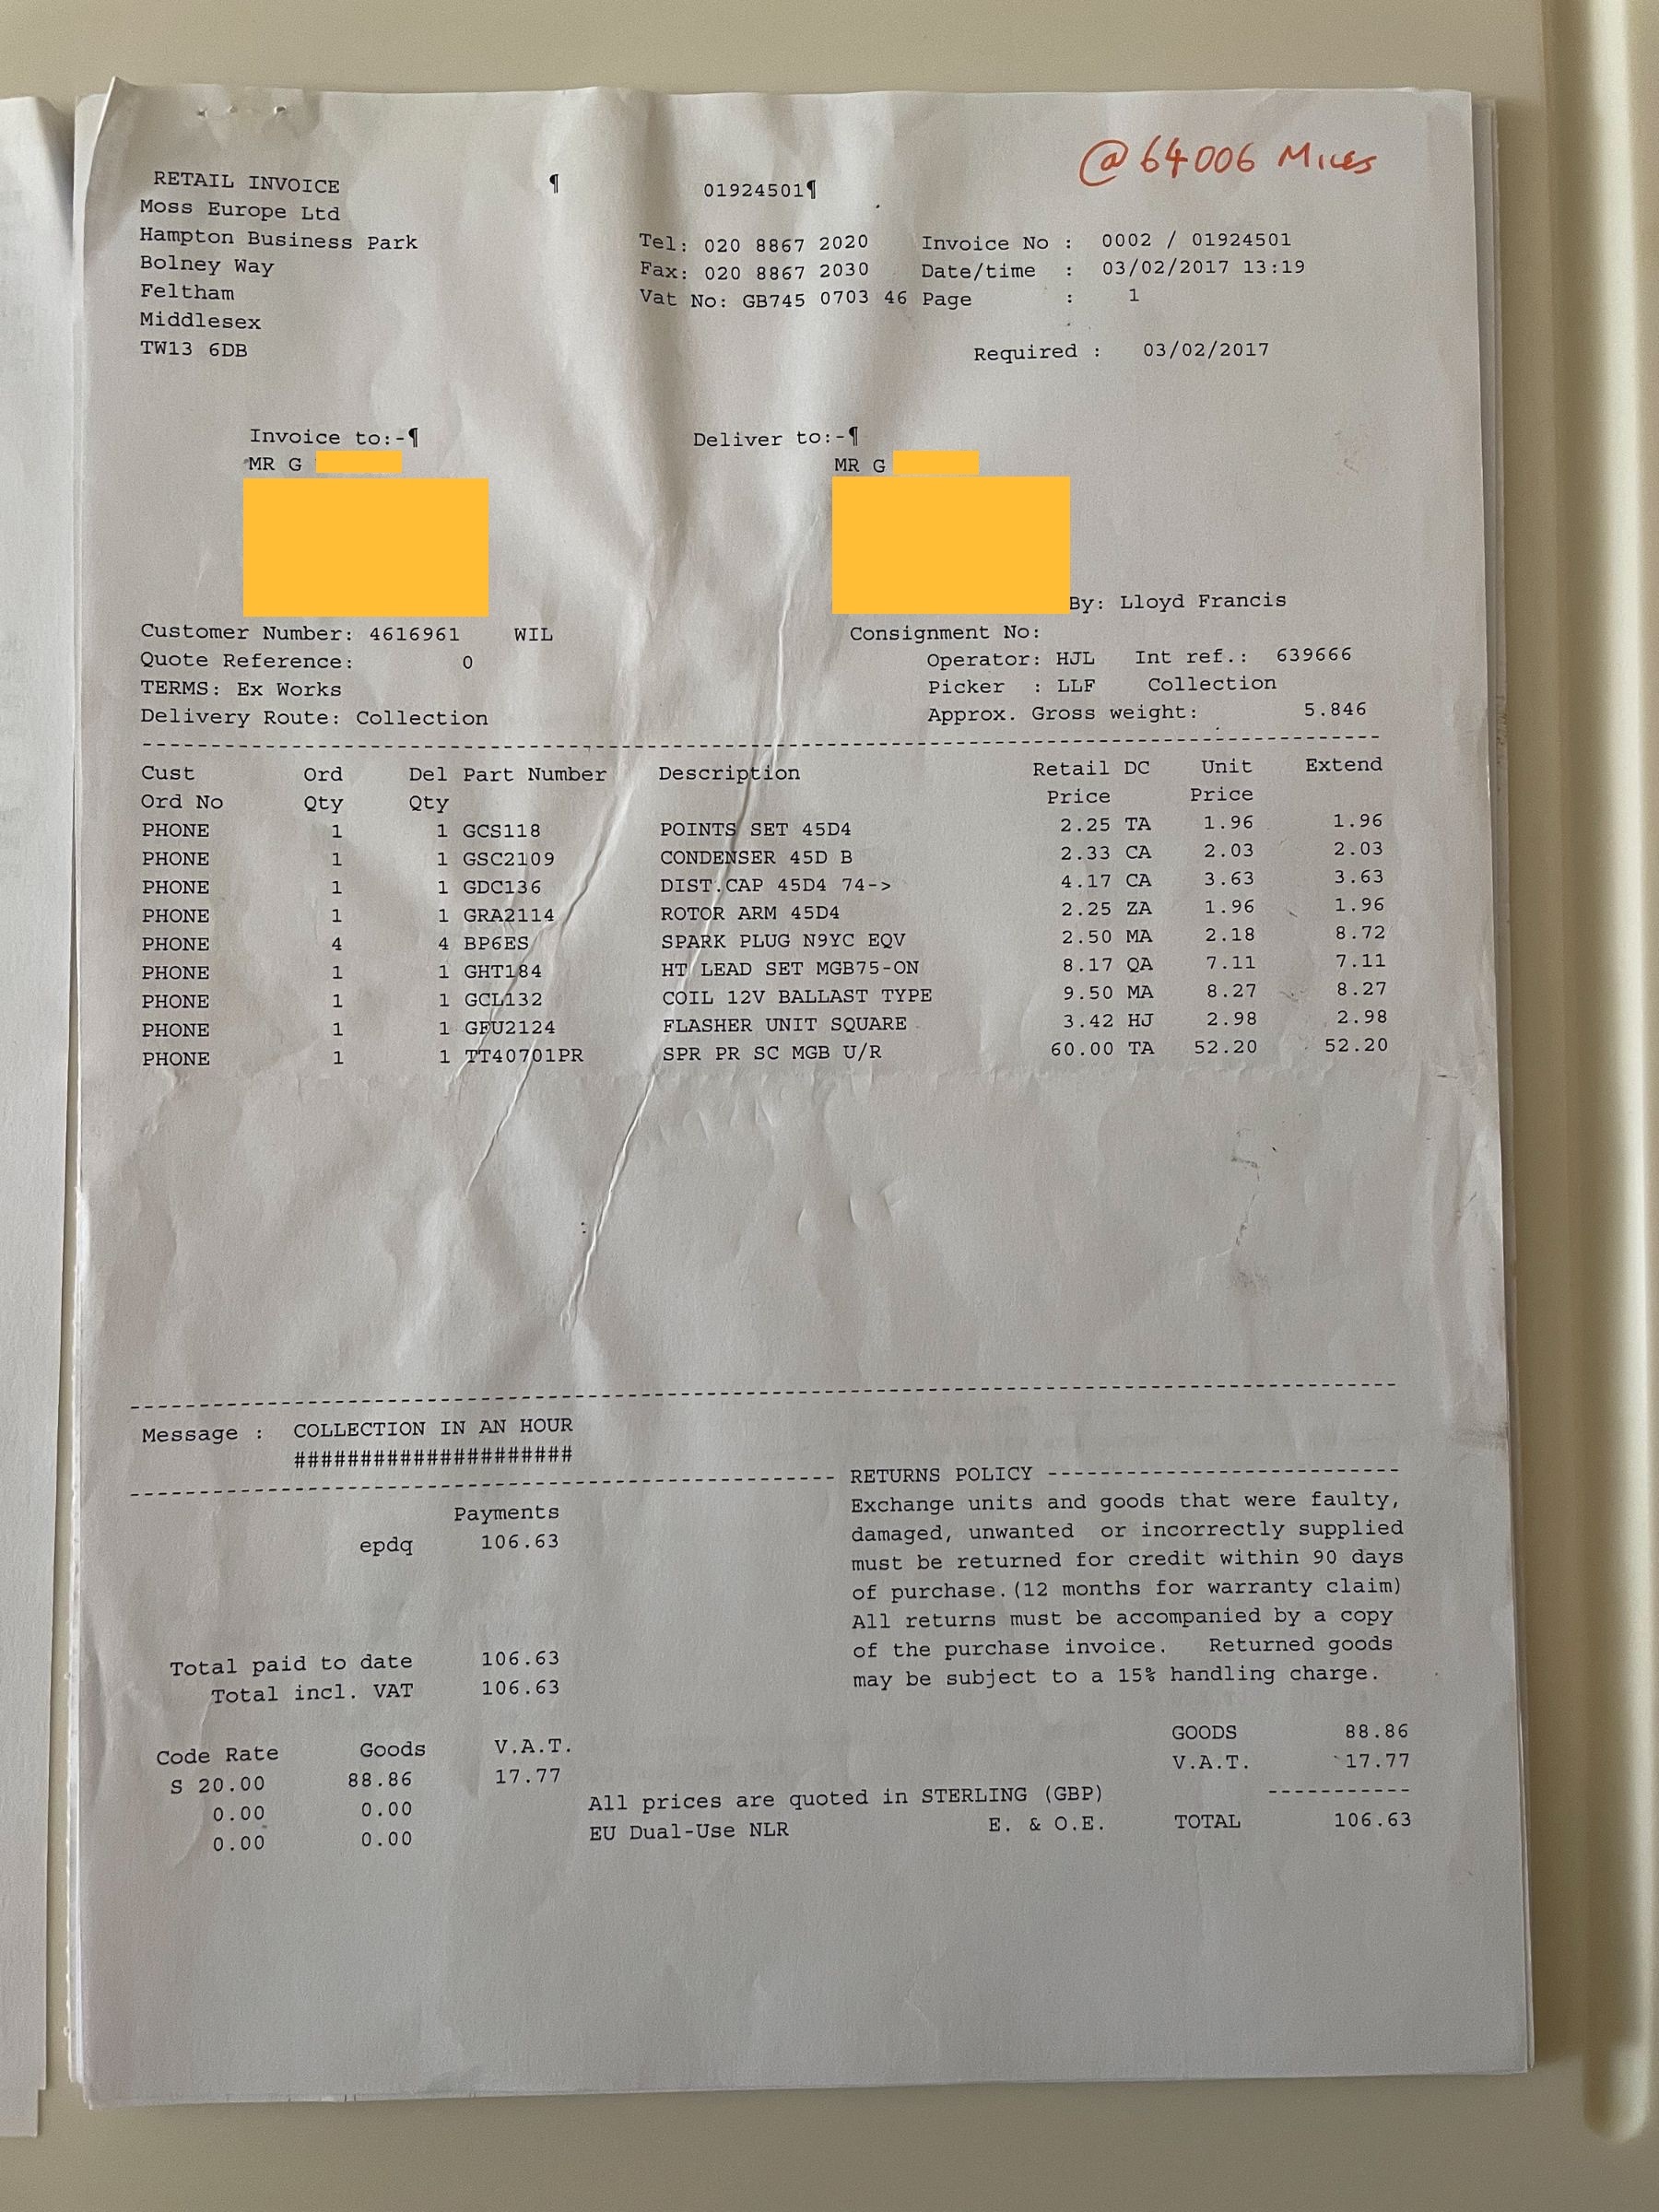 @ 64006 Miles
RETAIL INVOICE ¶ 01924501¶
Moss Europe Ltd
Hampton Business Park Tel: 020 8867 2020 Invoice No : 0002 / 01924501
Bolney Way Fax: 020 8867 2030 Date/time : 03/02/2017 13:19
Feltham Vat No: GB745 0703 46 Page : 1
Middlesex
TW13 6DB Required : 03/02/2017
Invoice to:-¶ Deliver to:-¶
MR G MR G
By: Lloyd Francis
Customer Number: 4616961 WIL Consignment No:
Quote Reference: 0 Operator: HJL Int ref.: 639666
TERMS: Ex Works Picker : LLF Collection
Delivery Route: Collection Approx. Gross weight: 5.846
Cust Ord Del Part Number Description Retail DC Unit Extend
Ord No Qty Qty Price Price
PHONE 1 1 GCS118 POINTS SET 45D4 2.25 TA 1.96 1.96
PHONE 1 1 GSC2109 CONDENSER 45D B 2.33 CA 2.03 2.03
PHONE 1 1 GDC136 DIST.CAP 45D4 74-> 4.17 CA 3.63 3.63
PHONE 1 1 GRA2114 ROTOR ARM 45D4 2.25 ZA 1.96 1.96
PHONE 4 4 BP6ES SPARK PLUG N9YC EQV 2.50 MA 2.18 8.72
PHONE 1 1 GHT184 HT LEAD SET MGB75-ON 8.17 QA 7.11 7.11
PHONE 1 1 GCL132 COIL 12V BALLAST TYPE 9.50 MA 8.27 8.27
PHONE 1 1 GFU2124 FLASHER UNIT SQUARE 3.42 HJ 2.98 2.98
PHONE 1 1 TT40701PR SPR PR SC MGB U/R 60.00 TA 52.20 52.20
Message : COLLECTION IN AN HOUR
#####################
RETURNS POLICY
Payments Exchange units and goods that were faulty,
epdq 106.63 damaged, unwanted or incorrectly supplied
must be returned for credit within 90 days
of purchase.(12 months for warranty claim)
All returns must be accompanied by a copy
Total paid to date 106.63 of the purchase invoice. Returned goods
Total incl. VAT 106.63 may be subject to a 15% handling charge.
GOODS 88.86
Code Rate Goods V.A.T. V.A.T. 17.77
S 20.00 88.86 17.77
0.00 0.00 All prices are quoted in STERLING (GBP) -----------
0.00 0.00 EU Dual-Use NLR E. & O.E. TOTAL 106.63